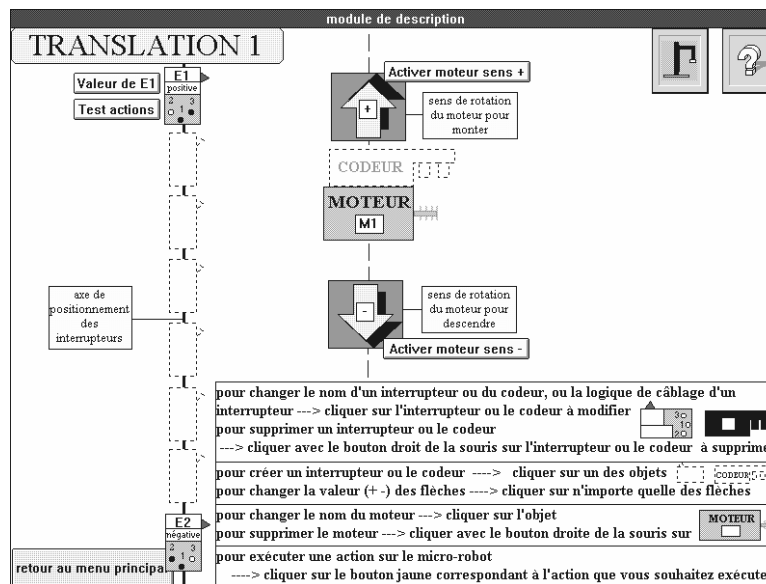 module de description
TRANSLATION 1
Valeur de E1
Test actions
E1
positive
2 3
1
Activer moteur sens +
+
sens de rotation
du moteur pour
monter
CODEUR
MOTEUR
M1
axe de
positionnement
des
interrupteurs
-
sens de rotation
du moteur pour
descendre
Activer moteur sens -
pour changer le nom d'un interrupteur ou du codeur, ou la logique de câblage d'un
interrupteur ---> cliquer sur l'interrupteur ou le codeur à modifier
3
1
2
pour supprimer un interrupteur ou le codeur
---> cliquer avec le bouton droit de la souris sur l'interrupteur ou le codeur à supprime
pour créer un interrupteur ou le codeur ----> cliquer sur un des objets
CODEUR
pour changer la valeur (+ -) des flèches ----> cliquer sur n'importe quelle des flèches
E2
négative
2 3
1
pour changer le nom du moteur ---> cliquer sur l'objet
pour supprimer le moteur ---> cliquer avec le bouton droite de la souris sur
MOTEUR
retour au menu principa
pour exécuter une action sur le micro-robot
----> cliquer sur le bouton jaune correspondant à l'action que vous souhaitez exécute